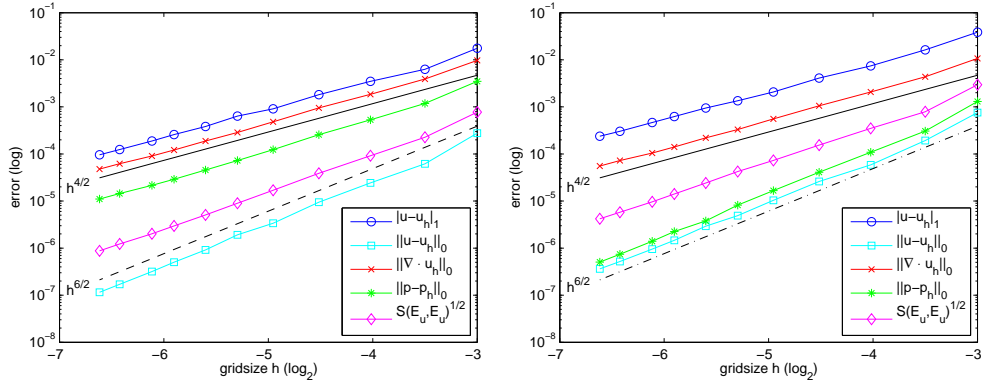 10^{-1}
10^{-2}
10^{-3}
10^{-4}
10^{-5}
10^{-6}
10^{-7}
10^{-8}
error (log)
−7
−6
−5
−4
−3
gridsize h (log_2)
h^{4/2}
h^{6/2}
|u−u_h|_1
||u−u_h||_0
||∇ · u_h||_0
||p−p_h||_0
S(E_u,E_u)^{1/2}
10^{-1}
10^{-2}
10^{-3}
10^{-4}
10^{-5}
10^{-6}
10^{-7}
10^{-8}
error (log)
−7
−6
−5
−4
−3
gridsize h (log_2)
h^{4/2}
h^{6/2}
|u−u_h|_1
||u−u_h||_0
||∇ · u_h||_0
||p−p_h||_0
S(E_u,E_u)^{1/2}